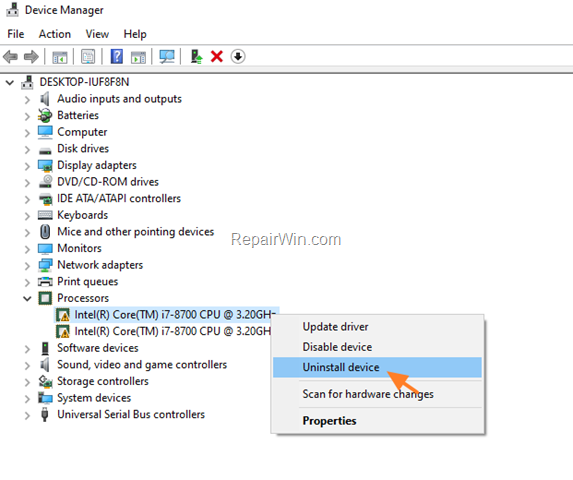 Device Manager
File Action View Help
DESKTOP-IUF8F8N
Audio inputs and outputs
Batteries
Computer
Disk drives
Display adapters
DVD/CD-ROM drives
IDE ATA/ATAPI controllers
Keyboards
Mice and other pointing devices
Monitors
RepairWin.com
Network adapters
Print queues
Processors
Intel(R) Core(TM) i7-8700 CPU @ 3.20GHz
Intel(R) Core(TM) i7-8700 CPU @ 3.20GH
Update driver
Disable device
Uninstall device
Scan for hardware changes
Properties
Software devices
Sound, video and game controllers
Storage controllers
System devices
Universal Serial Bus controllers